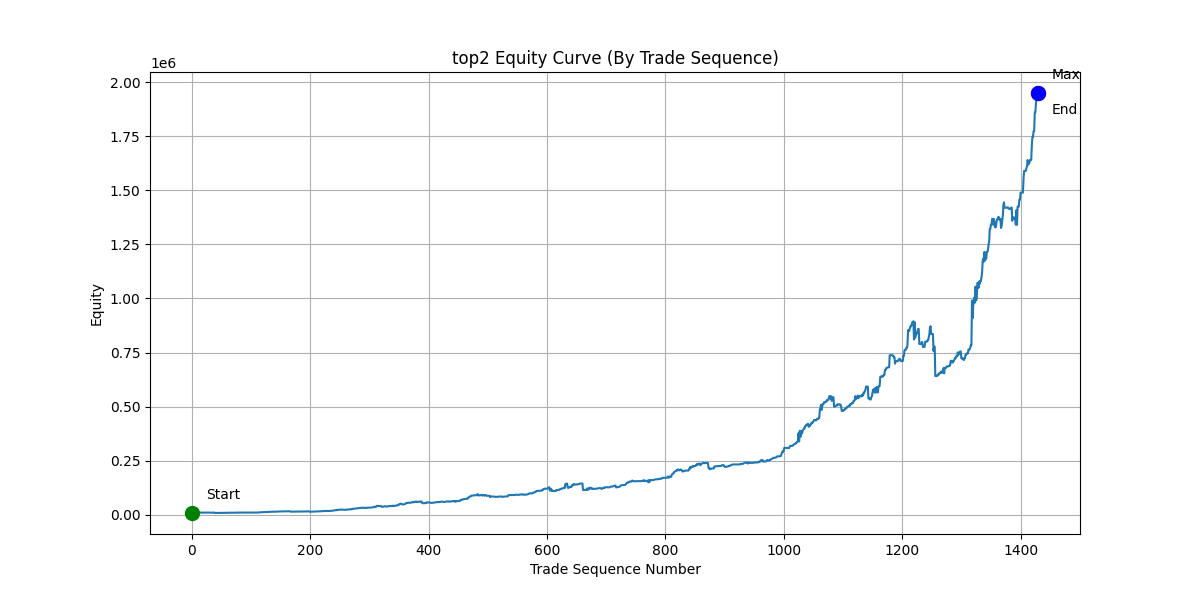 top2 Equity Curve (By Trade Sequence)
1e6
Max
End
2.00
1.75
1.50
1.25
1.00
0.75
0.50
0.25
0.00
Equity
Start
0 200 400 600 800 1000 1200 1400
Trade Sequence Number